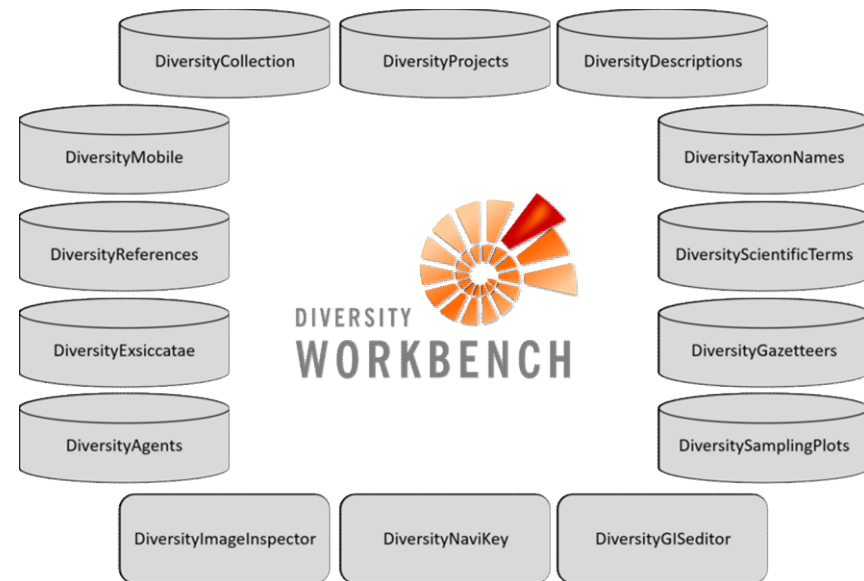 DiversityCollection
DiversityProjects
DiversityDescriptions
DiversityMobile
DiversityTaxonNames
DiversityReferences
DiversityScientificTerms
DIVERSITY
WORKBENCH
DiversityExsiccatae
DiversityGazetteers
DiversityAgents
DiversitySamplingPlots
DiversityImageInspector
DiversityNaviKey
DiversityGISeditor